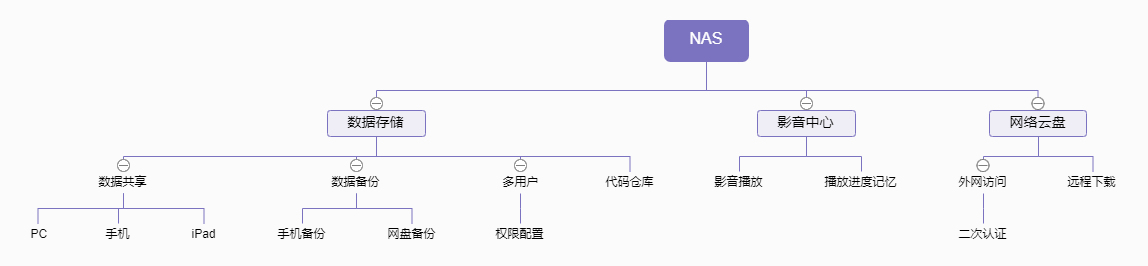 NAS
数据存储
影音中心
网络云盘
数据共享
数据备份
多用户
代码仓库
影音播放
播放进度记忆
外网访问
远程下载
PC
手机
iPad
手机备份
网盘备份
权限配置
二次认证